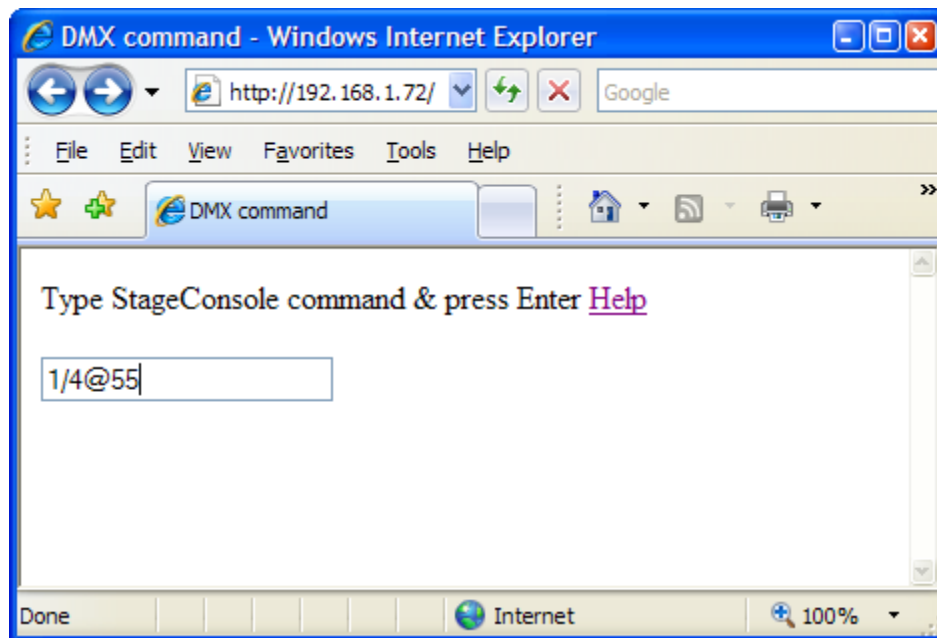 DMX command - Windows Internet Explorer
http://192.168.1.72/ Google
File Edit View Favorites Tools Help
DMX command »
Type StageConsole command & press Enter Help
1/4@55
Done Internet 100%